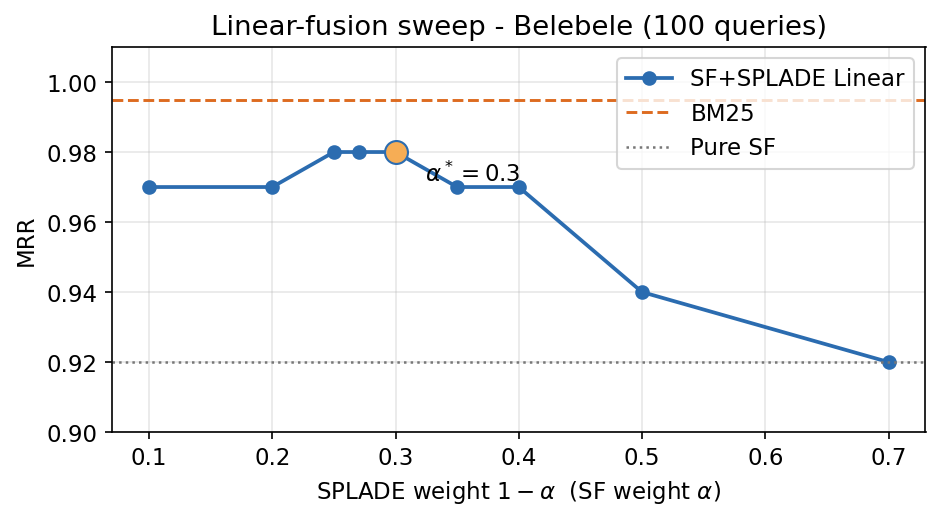 Linear-fusion sweep - Belebele (100 queries)
1.00
0.98
0.96
0.94
0.92
0.90
MRR
SF+SPLADE Linear
BM25
Pure SF
α* = 0.3
0.1 0.2 0.3 0.4 0.5 0.6 0.7
SPLADE weight 1 − α (SF weight α)